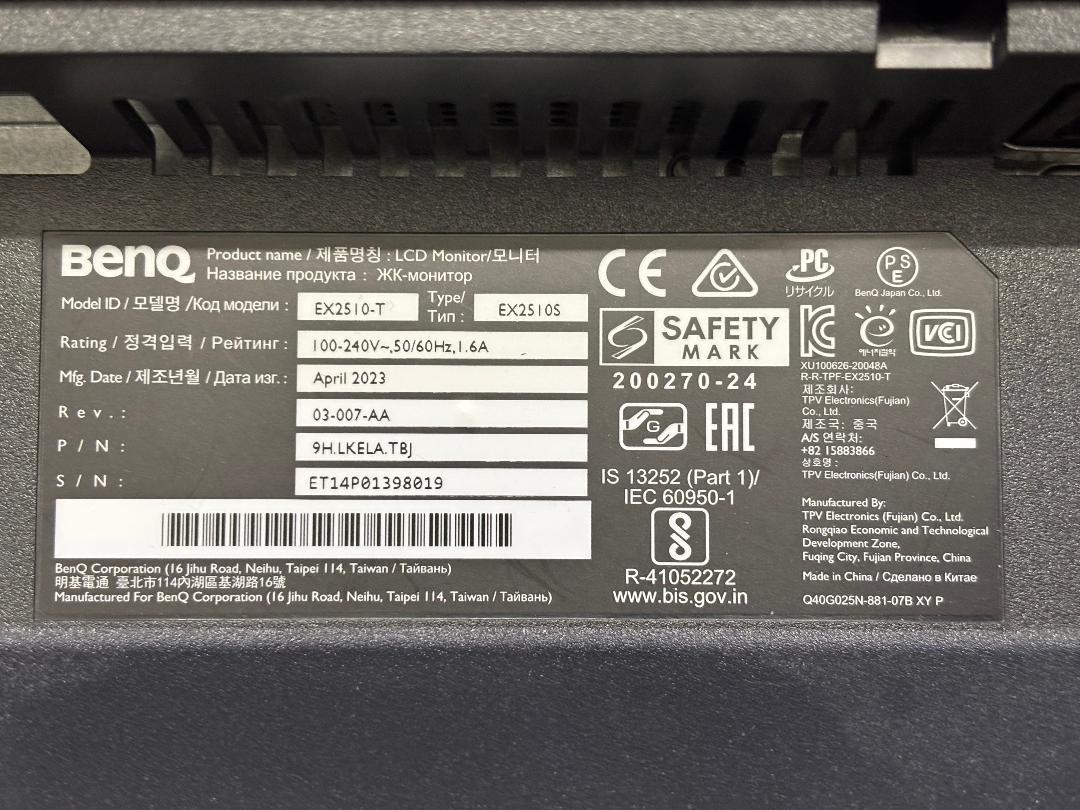 BenQ
Product name / 제품명칭 : LCD Monitor/모니터
Название продукта : ЖК-монитор
Model ID / 모델명 /Код модели : EX2510-T Type/ Тип : EX2510S
Rating / 정격입력 / Рейтинг : 100-240V~,50/60Hz,1.6A
Mfg. Date / 제조년월 / Дата изг. : April 2023
Rev. : 03-007-AA
P / N : 9H.LKELA.TBJ
S / N : ET14P01398019
BenQ Corporation (16 Jihu Road, Neihu, Taipei 114, Taiwan / Тайвань)
明基電通 臺北市114內湖區基湖路16號
Manufactured For BenQ Corporation (16 Jihu Road, Neihu, Taipei 114, Taiwan / Тайвань)
CE
PC
リサイクル
PSE
BenQ Japan Co., Ltd.
SAFETY
MARK
200270-24
KC
에너지절약
VCI
G
EAC
IS 13252 (Part 1)/
IEC 60950-1
R-41052272
www.bis.gov.in
XU100626-20048A
R-R-TPF-EX2510-T
제조회사:
TPV Electronics(Fujian)
Co., Ltd.
제조국: 중국
A/S 연락처:
+82 15883866
상호명 :
TPV Electronics(Fujian) Co., Ltd.
Manufactured By:
TPV Electronics (Fujian) Co., Ltd.
Rongqiao Economic and Technological
Development Zone,
Fuqing City, Fujian Province, China
Made in China / Сделано в Китае
Q40G025N-881-07B XY P